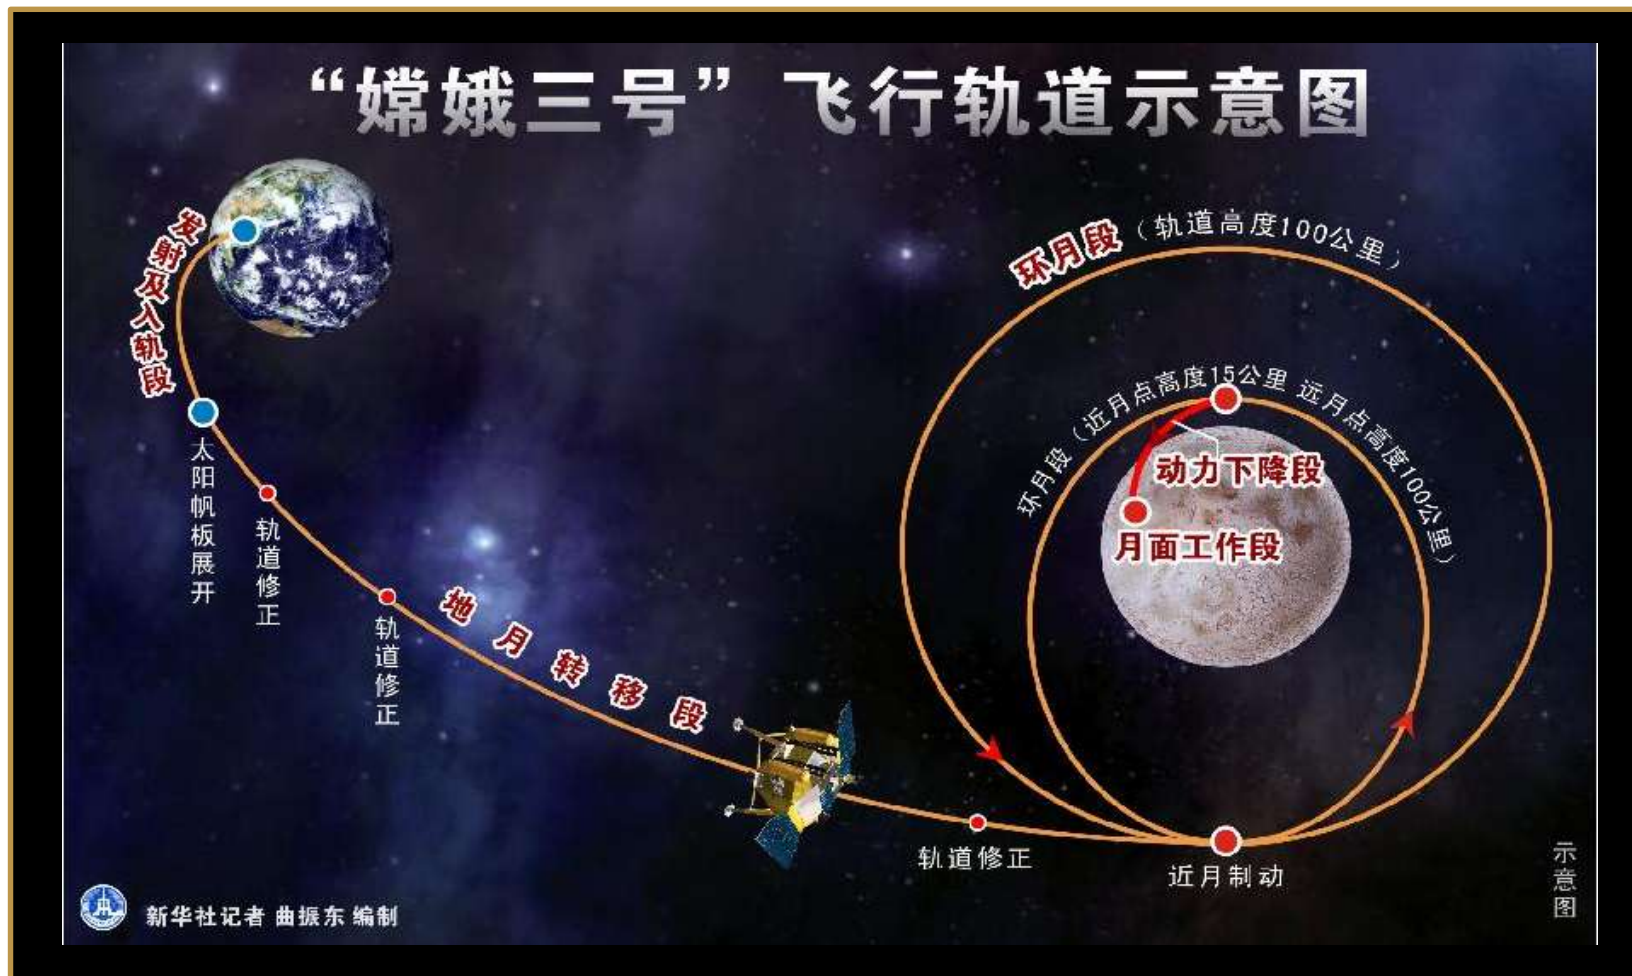 “嫦娥三号”飞行轨道示意图
发射及入轨段
太阳帆板展开
轨道修正
轨道修正
地月转移段
轨道修正
近月制动
环月段（轨道高度100公里）
环月段（近月点高度15公里 远月点高度100公里）
动力下降段
月面工作段
示意图
新华社记者 曲振东 编制